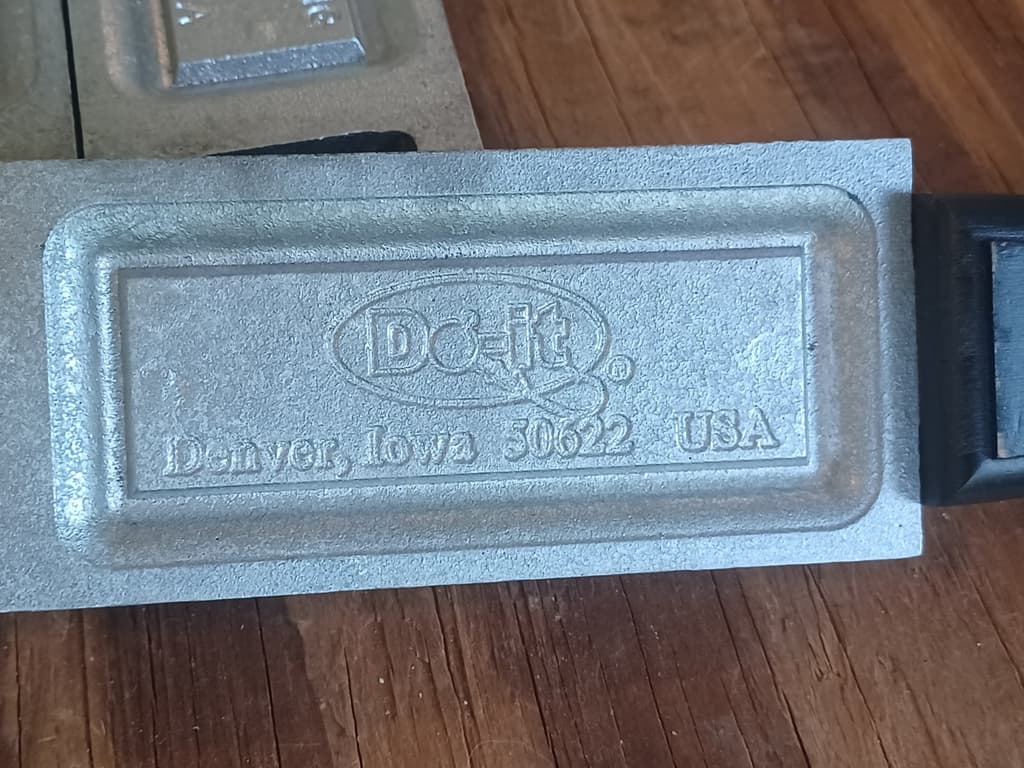 Do-it®
Denver, Iowa 50622 USA